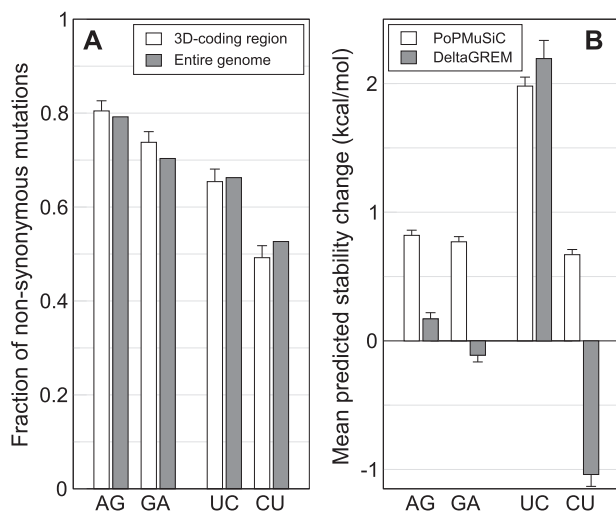 A
3D-coding region
Entire genome
Fraction of non-synonymous mutations
1
0.8
0.6
0.4
0.2
0
AG GA UC CU
B
PoPMuSiC
DeltaGREM
Mean predicted stability change (kcal/mol)
2
1
0
-1
AG GA UC CU